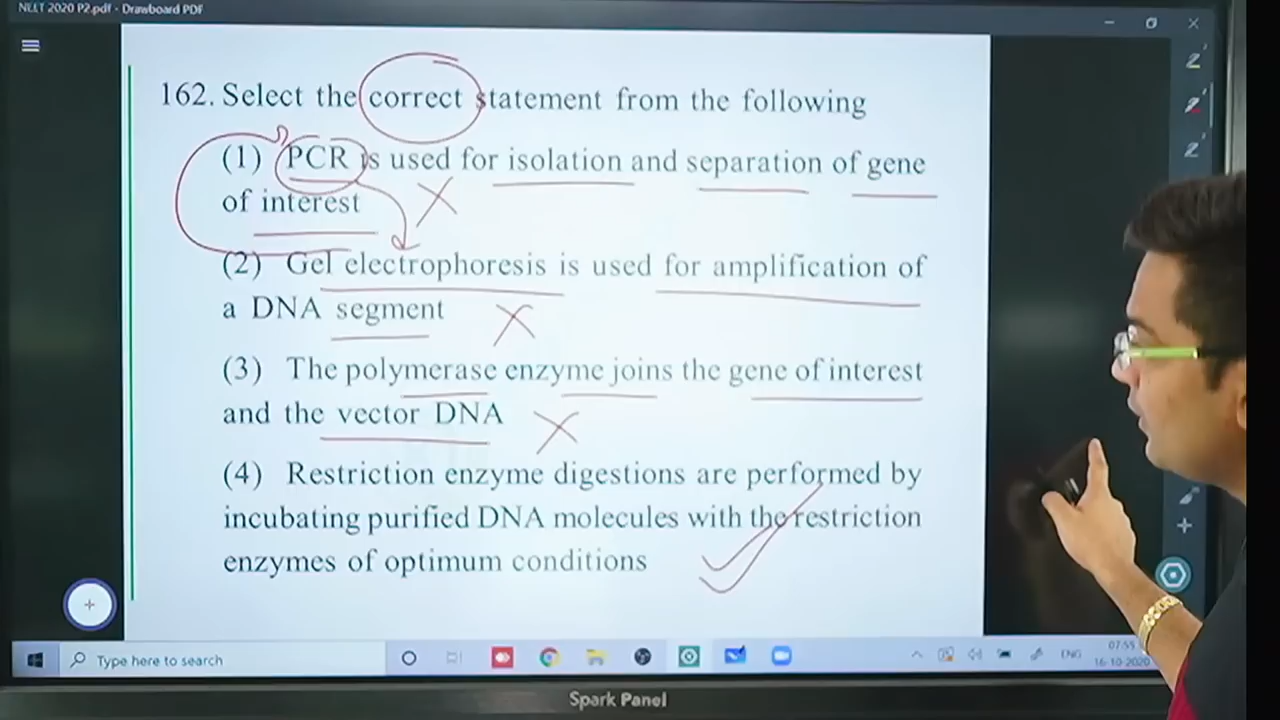 NEET 2020 P2.pdf - Drawboard PDF
162. Select the correct statement from the following
(1) PCR is used for isolation and separation of gene
of interest
(2) Gel electrophoresis is used for amplification of
a DNA segment
(3) The polymerase enzyme joins the gene of interest
and the vector DNA
(4) Restriction enzyme digestions are performed by
incubating purified DNA molecules with the restriction
enzymes of optimum conditions
Type here to search
ENG
07:55
16-10-2020
Spark Panel